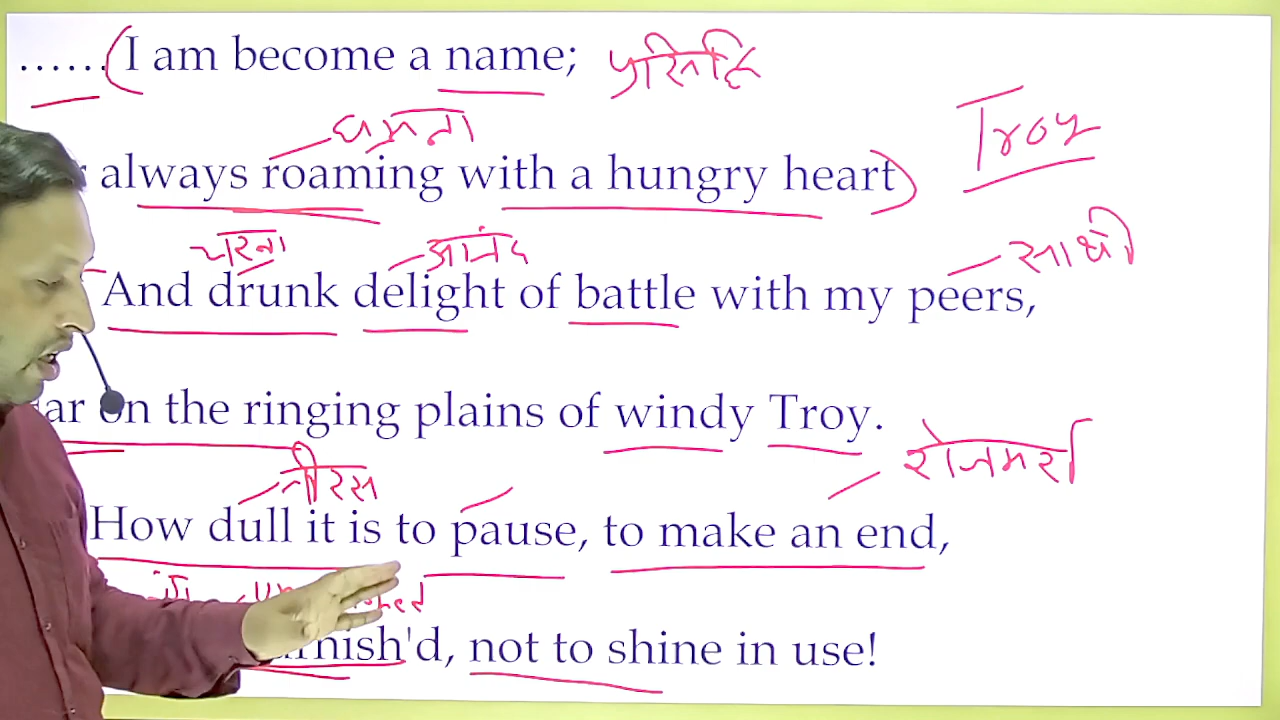 ...... I am become a name; प्रसिद्धि
घुमना
always roaming with a hungry heart Troy
चखना आनंद साथी
And drunk delight of battle with my peers,
on the ringing plains of windy Troy.
नीरस रोजमर्रा
How dull it is to pause, to make an end,
not to shine in use!